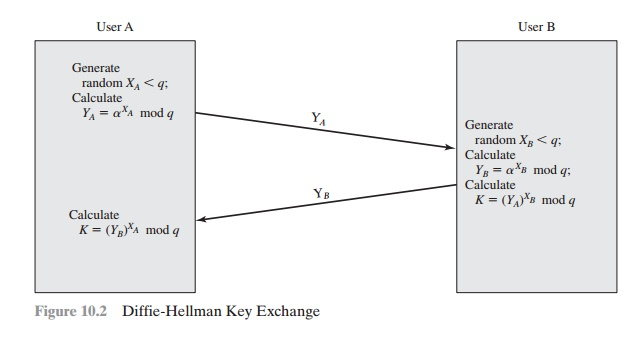 User A
Generate
random X_A < q;
Calculate
Y_A = α^{X_A} mod q
Calculate
K = (Y_B)^{X_A} mod q
Y_A
Y_B
User B
Generate
random X_B < q;
Calculate
Y_B = α^{X_B} mod q;
Calculate
K = (Y_A)^{X_B} mod q
Figure 10.2 Diffie-Hellman Key Exchange